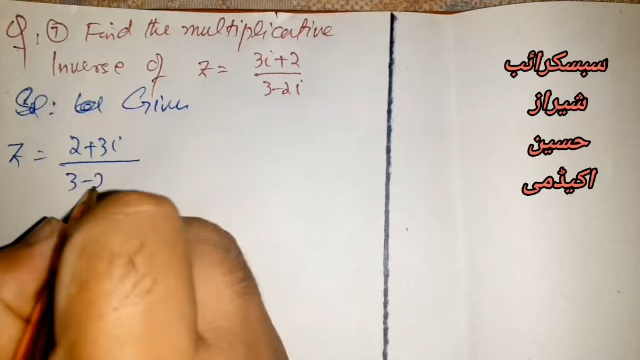 Q.⑦ Find the multiplicative
Inverse of Z = 3i+2 / 3-2i
Sol: Given
Z = 2+3i / 3-2
سبسکرائب
شیراز
حسین
اکیڈمی